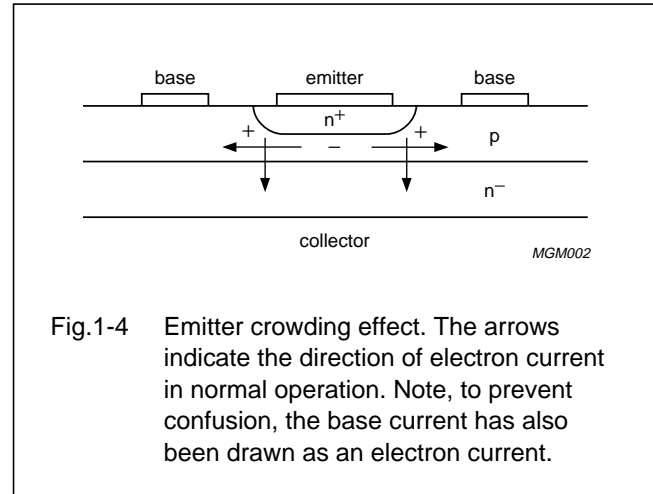 base emitter base
n+
+ − +
p
n−
collector
MGM002
Fig.1-4 Emitter crowding effect. The arrows
indicate the direction of electron current
in normal operation. Note, to prevent
confusion, the base current has also
been drawn as an electron current.